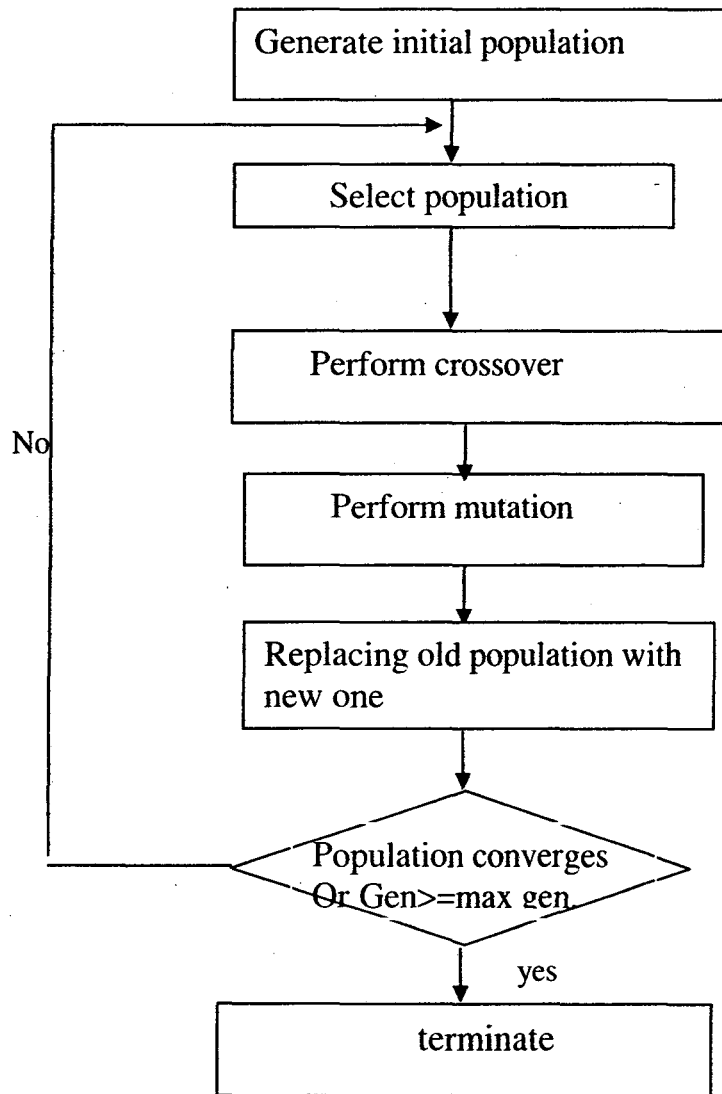 Generate initial population
Select population
Perform crossover
No
Perform mutation
Replacing old population with
new one
Population converges
Or Gen>=max gen.
yes
terminate